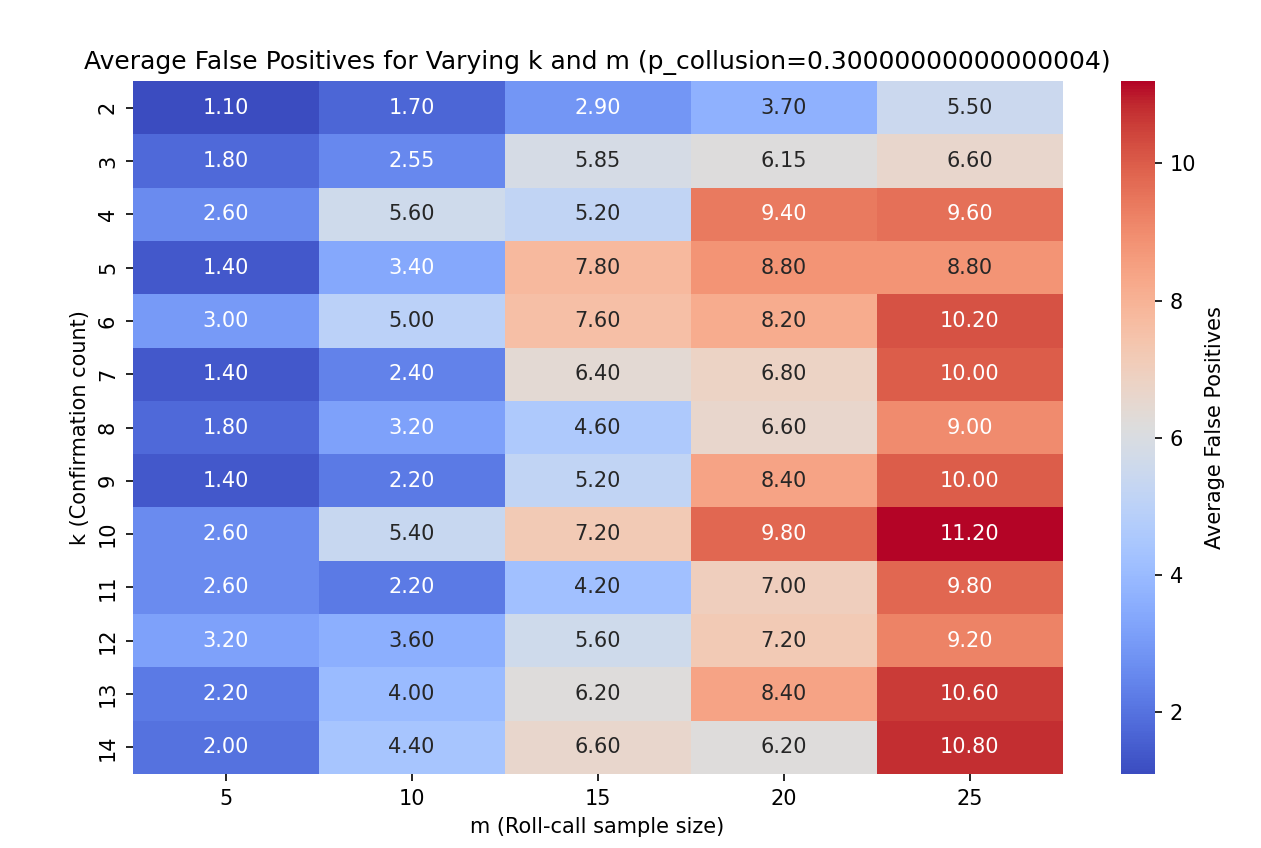 Average False Positives for Varying k and m (p_collusion=0.30000000000000004)
2 1.10 1.70 2.90 3.70 5.50
3 1.80 2.55 5.85 6.15 6.60
4 2.60 5.60 5.20 9.40 9.60
5 1.40 3.40 7.80 8.80 8.80
6 3.00 5.00 7.60 8.20 10.20
7 1.40 2.40 6.40 6.80 10.00
8 1.80 3.20 4.60 6.60 9.00
9 1.40 2.20 5.20 8.40 10.00
10 2.60 5.40 7.20 9.80 11.20
11 2.60 2.20 4.20 7.00 9.80
12 3.20 3.60 5.60 7.20 9.20
13 2.20 4.00 6.20 8.40 10.60
14 2.00 4.40 6.60 6.20 10.80
5 10 15 20 25
m (Roll-call sample size)
k (Confirmation count)
10
8
6
4
2
Average False Positives